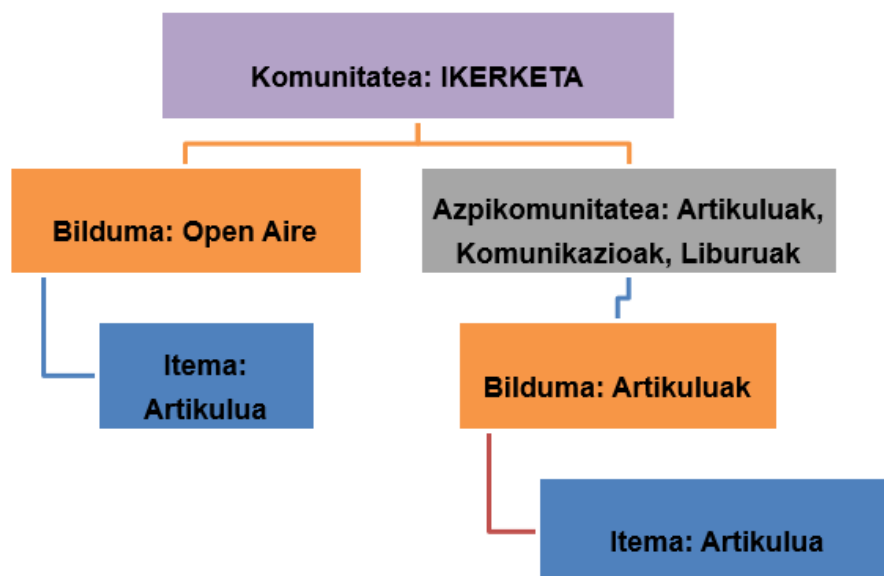 Komunitatea: IKERKETA
Bilduma: Open Aire
Azpikomunitatea: Artikuluak,
Komunikazioak, Liburuak
Itema:
Artikulua
Bilduma: Artikuluak
Itema: Artikulua